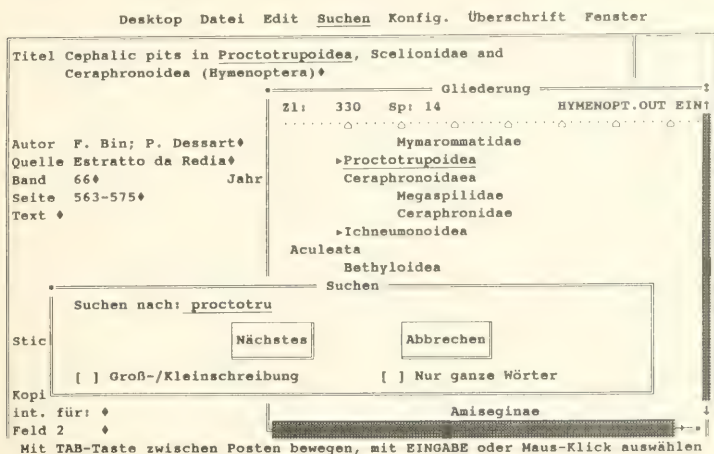 Desktop Datei Edit Suchen Konfig. Überschrift Fenster
Titel Cephalic pits in Proctotrupoidea, Scelionidae and
Ceraphronoidea (Hymenoptera)♦
Gliederung
Zl: 330 Sp: 14 HYMENOPT.OUT EIN↑
Mymarommatidae
Autor F. Bin; P. Dessart♦
▸Proctotrupoidea
Quelle Estratto da Redia♦
Ceraphronoidaea
Band 66♦ Jahr
Megaspilidae
Seite 563-575♦
Ceraphronidae
Text ♦
▸Ichneumonoidea
Aculeata
Bethyloidea
Suchen
Suchen nach: proctotru
Stic
Nächstes Abbrechen
[ ] Groß-/Kleinschreibung [ ] Nur ganze Wörter
Kopi
int. für: ♦
Amiseginae
Feld 2 ♦
Mit TAB-Taste zwischen Posten bewegen, mit EINGABE oder Maus-Klick auswählen